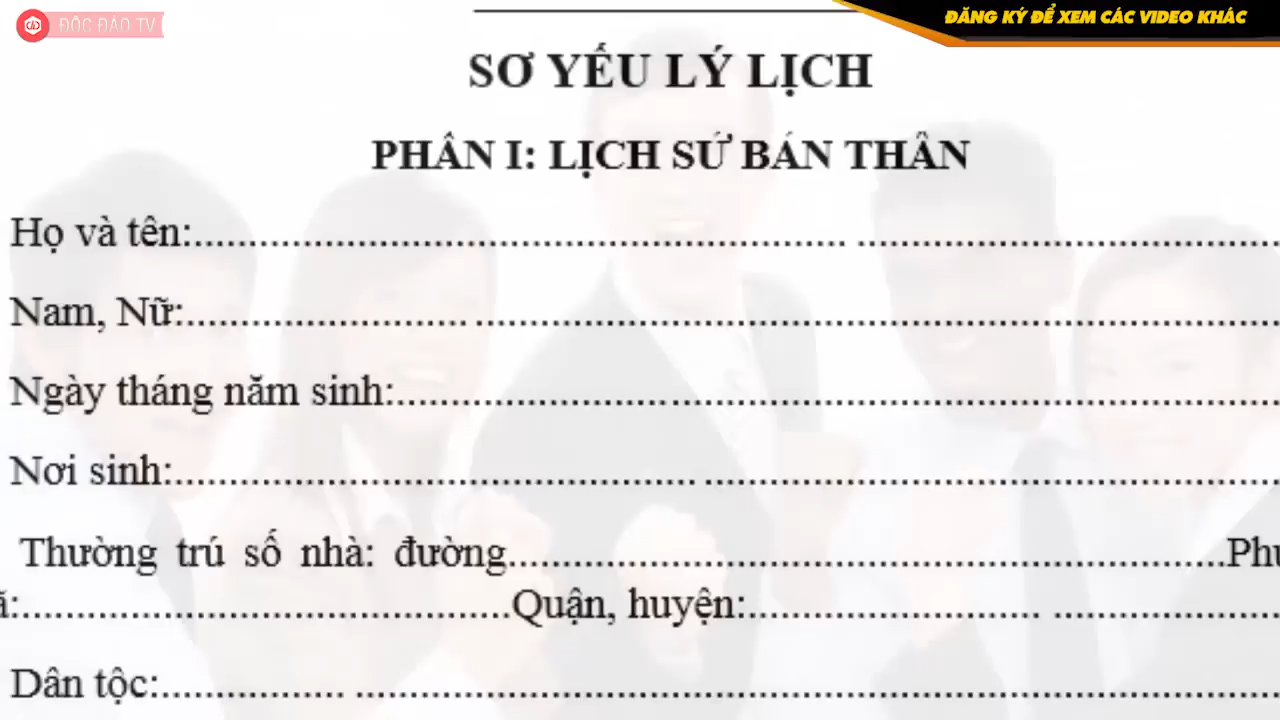 ĐỘC ĐÁO TV
ĐĂNG KÝ ĐỂ XEM CÁC VIDEO KHÁC
SƠ YẾU LÝ LỊCH
PHẦN I: LỊCH SỬ BẢN THÂN
Họ và tên:.............................................................. ........................................
Nam, Nữ:.......................... ..........................................................................
Ngày tháng năm sinh:......................................................................................
Nơi sinh:................................................ ......................................................
Thường trú số nhà: đường..................................................................
.............................................Quận, huyện:........................... .....................
Dân tộc:................. .....................................................................................